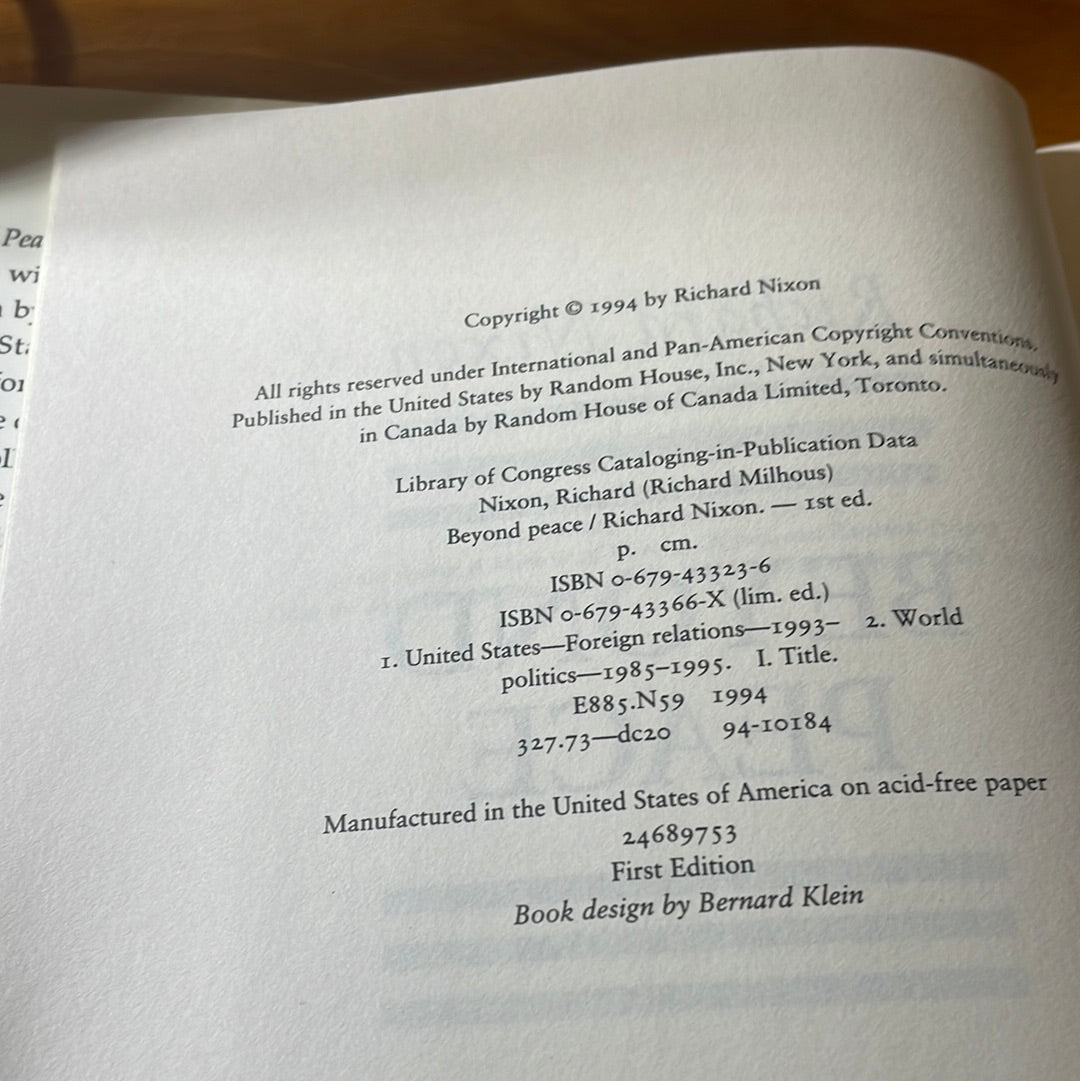 Pea
wi
b
St
Copyright © 1994 by Richard Nixon
All rights reserved under International and Pan-American Copyright Conventions.
Published in the United States by Random House, Inc., New York, and simultaneously
in Canada by Random House of Canada Limited, Toronto.
Library of Congress Cataloging-in-Publication Data
Nixon, Richard (Richard Milhous)
Beyond peace / Richard Nixon. — 1st ed.
p. cm.
ISBN 0-679-43323-6
ISBN 0-679-43366-X (lim. ed.)
1. United States—Foreign relations—1993– 2. World
politics—1985–1995. I. Title.
E885.N59 1994
327.73—dc20 94-10184
Manufactured in the United States of America on acid-free paper
24689753
First Edition
Book design by Bernard Klein